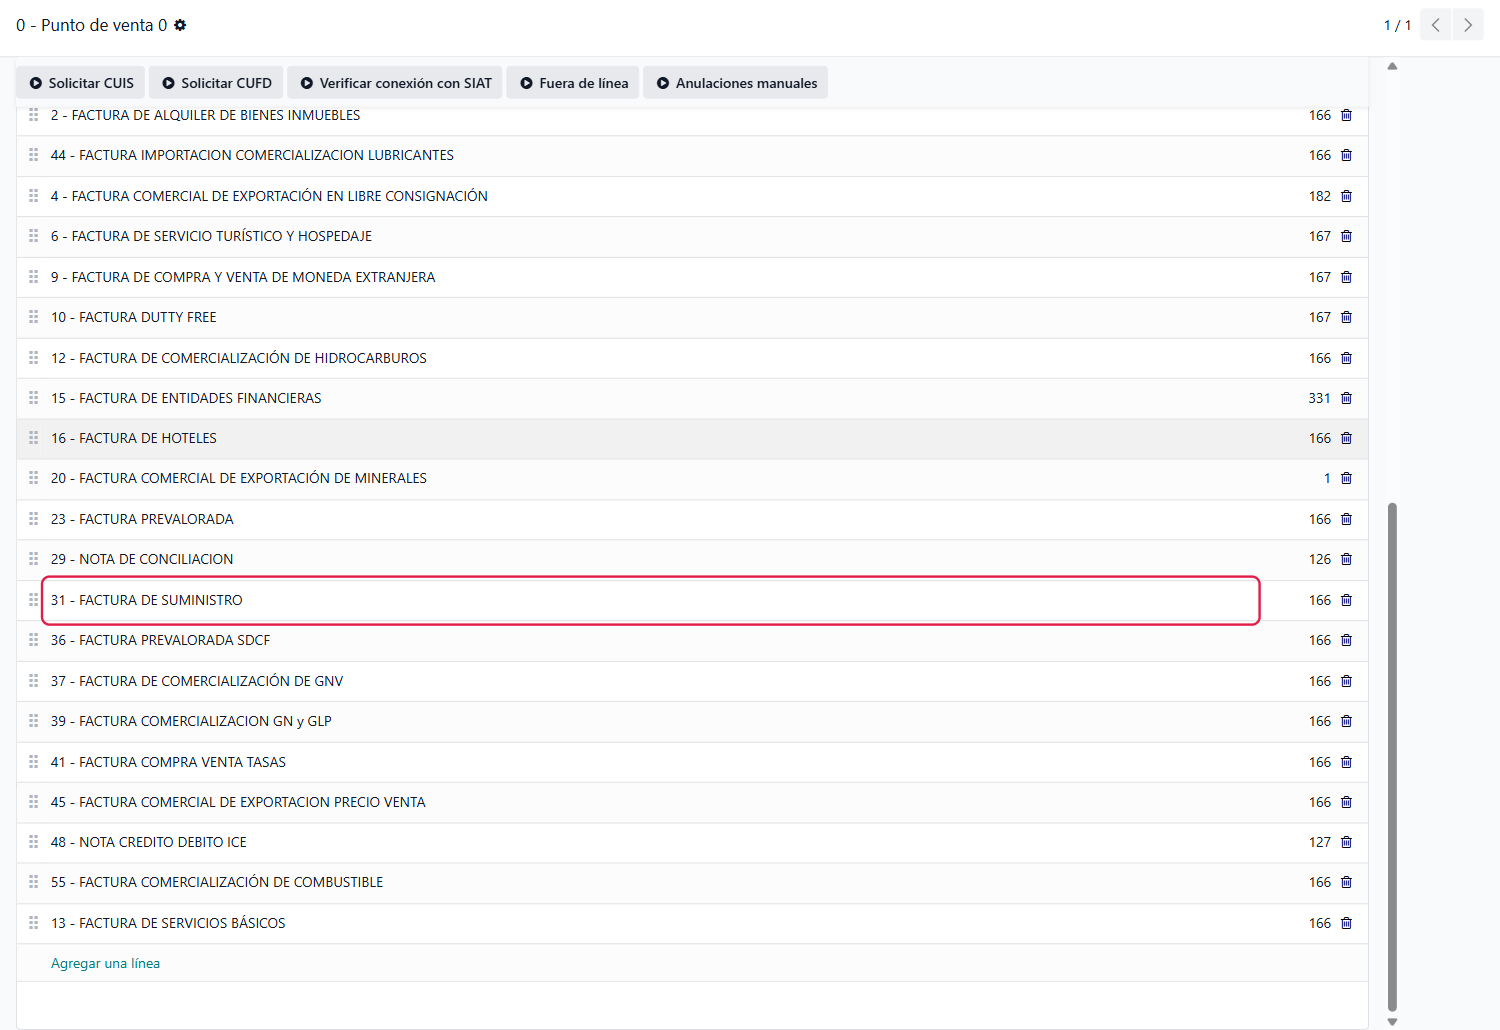 0 - Punto de venta 0
1 / 1
Solicitar CUIS
Solicitar CUFD
Verificar conexión con SIAT
Fuera de línea
Anulaciones manuales
2 - FACTURA DE ALQUILER DE BIENES INMUEBLES 166
44 - FACTURA IMPORTACION COMERCIALIZACION LUBRICANTES 166
4 - FACTURA COMERCIAL DE EXPORTACIÓN EN LIBRE CONSIGNACIÓN 182
6 - FACTURA DE SERVICIO TURÍSTICO Y HOSPEDAJE 167
9 - FACTURA DE COMPRA Y VENTA DE MONEDA EXTRANJERA 167
10 - FACTURA DUTTY FREE 167
12 - FACTURA DE COMERCIALIZACIÓN DE HIDROCARBUROS 166
15 - FACTURA DE ENTIDADES FINANCIERAS 331
16 - FACTURA DE HOTELES 166
20 - FACTURA COMERCIAL DE EXPORTACIÓN DE MINERALES 1
23 - FACTURA PREVALORADA 166
29 - NOTA DE CONCILIACION 126
31 - FACTURA DE SUMINISTRO 166
36 - FACTURA PREVALORADA SDCF 166
37 - FACTURA DE COMERCIALIZACIÓN DE GNV 166
39 - FACTURA COMERCIALIZACION GN y GLP 166
41 - FACTURA COMPRA VENTA TASAS 166
45 - FACTURA COMERCIAL DE EXPORTACION PRECIO VENTA 166
48 - NOTA CREDITO DEBITO ICE 127
55 - FACTURA COMERCIALIZACIÓN DE COMBUSTIBLE 166
13 - FACTURA DE SERVICIOS BÁSICOS 166
Agregar una línea